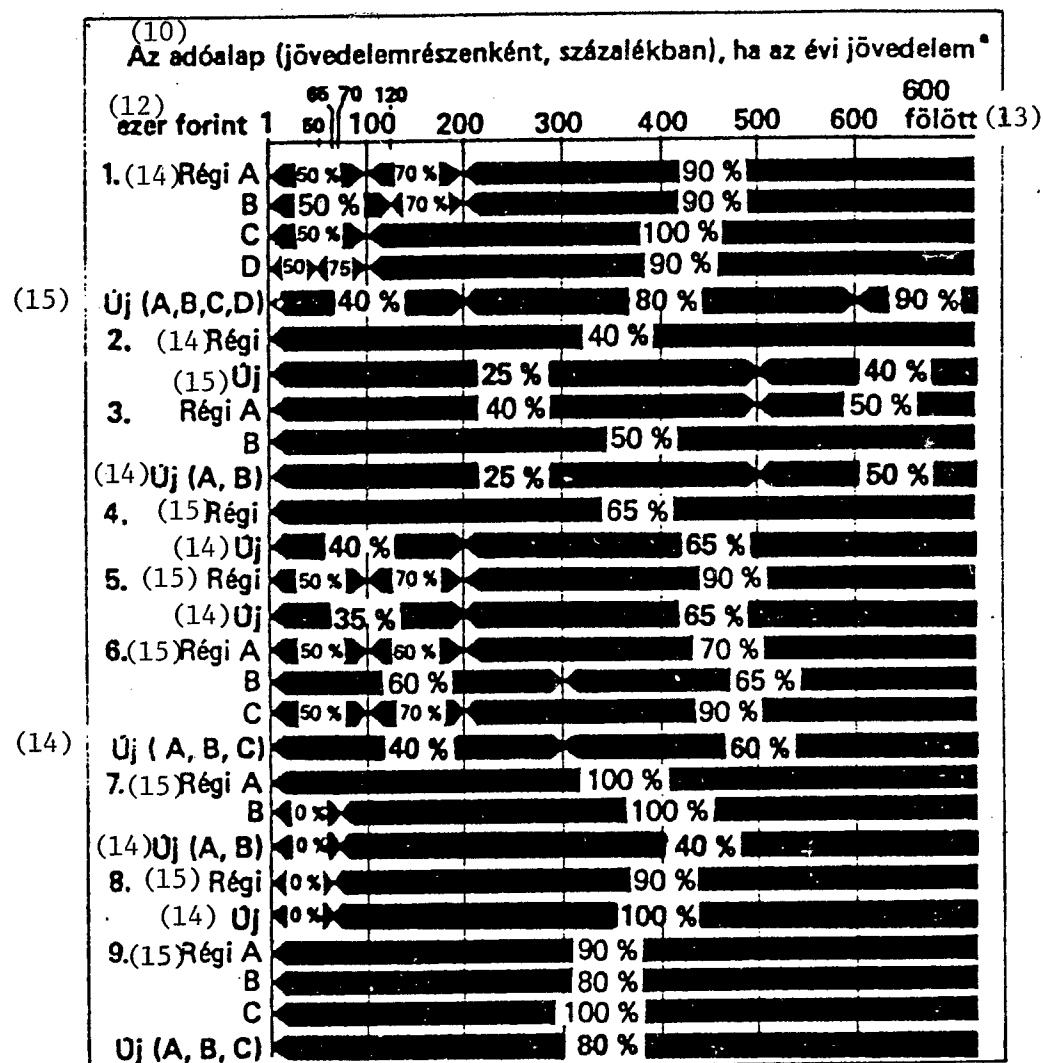 (10)
Az adóalap (jövedelemrészenként, százalékban), ha az évi jövedelem*
65 70 120 600
(12) ezer forint 1 50 100 200 300 400 500 600 fölött (13)
1. (14) Régi A 50 % 70 % 90 %
B 50 % 70 % 90 %
C 50 % 100 %
D 50 75 90 %
(15) Új (A,B,C,D) 40 % 80 % 90 %
2. (14) Régi 40 %
(15) Új 25 % 40 %
3. Régi A 40 % 50 %
B 50 %
(14) Új (A, B) 25 % 50 %
4. (15) Régi 65 %
(14) Új 40 % 65 %
5. (15) Régi 50 % 70 % 90 %
(14) Új 35 % 65 %
6. (15) Régi A 50 % 60 % 70 %
B 60 % 65 %
C 50 % 70 % 90 %
(14) Új ( A, B, C) 40 % 60 %
7. (15) Régi A 100 %
B 0 % 100 %
(14) Új (A, B) 0 % 40 %
8. (15) Régi 0 % 90 %
(14) Új 0 % 100 %
9. (15) Régi A 90 %
B 80 %
C 100 %
Új (A, B, C) 80 %